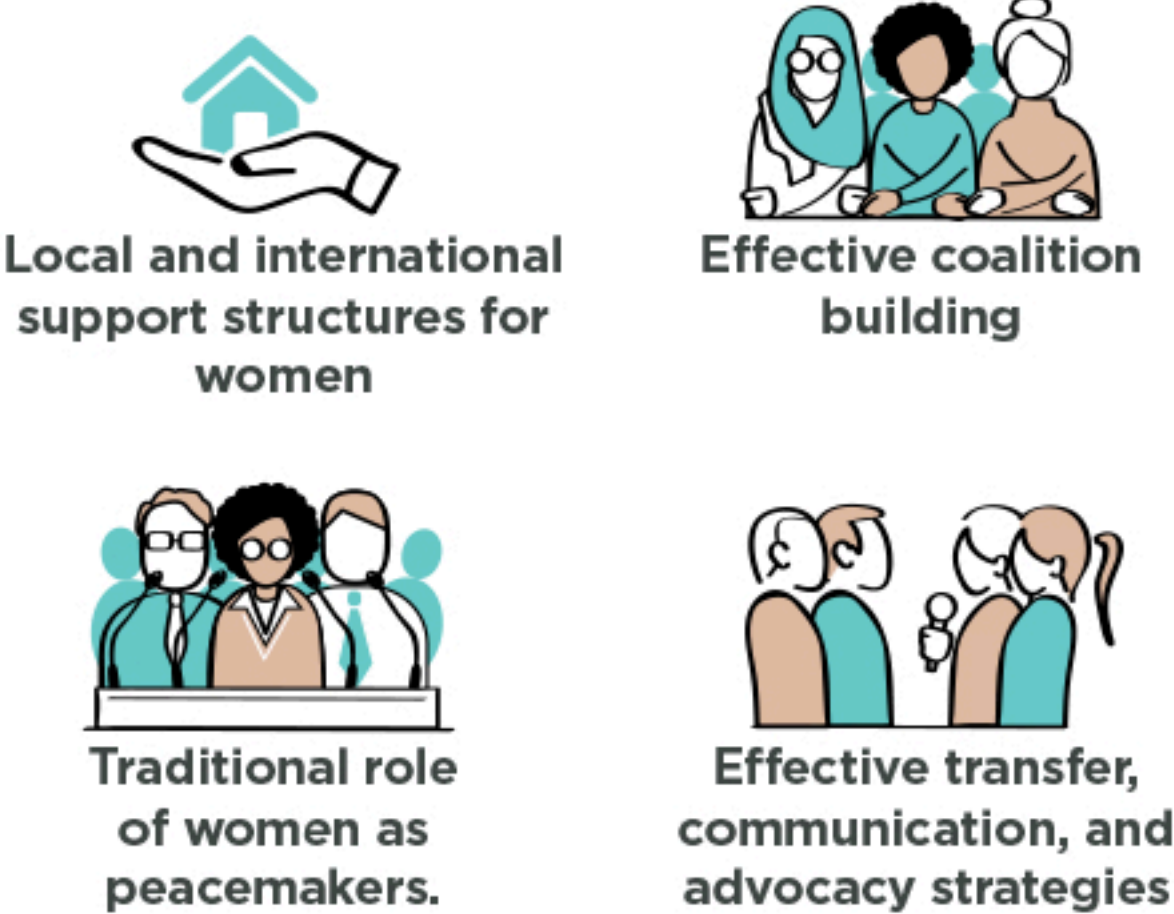 Local and international
support structures for
women
Effective coalition
building
Traditional role
of women as
peacemakers.
Effective transfer,
communication, and
advocacy strategies